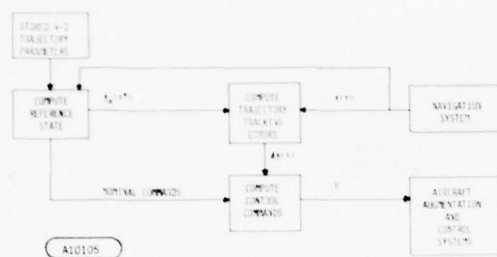 STORED 4-D
TRAJECTORY
PARAMETERS
COMPUTE
REFERENCE
STATE
COMPUTE
TRAJECTORY
TRACKING
ERRORS
NAVIGATION
SYSTEM
NOMINAL COMMANDS
COMPUTE
CONTROL
COMMANDS
AIRCRAFT
AUGMENTATION
AND
CONTROL
SYSTEMS
A10105